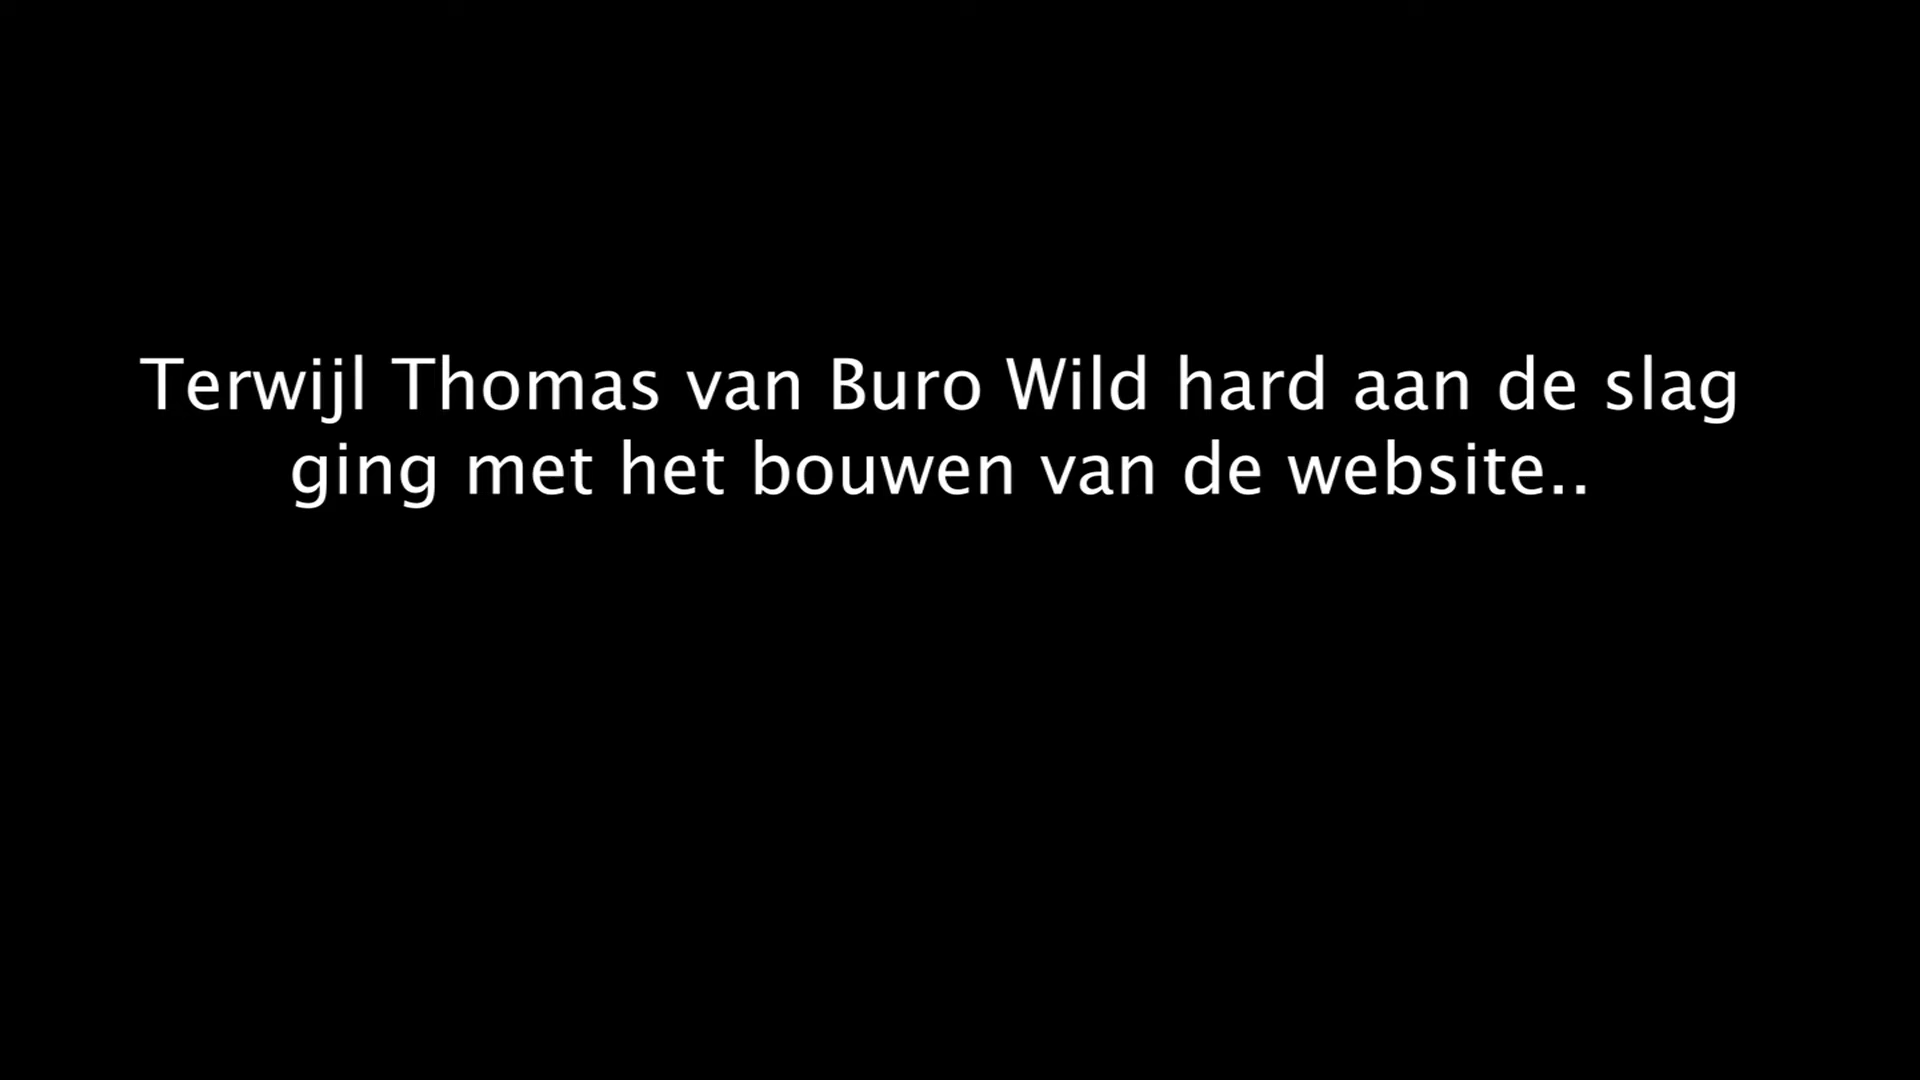 Terwijl Thomas van Buro Wild hard aan de slag
ging met het bouwen van de website..